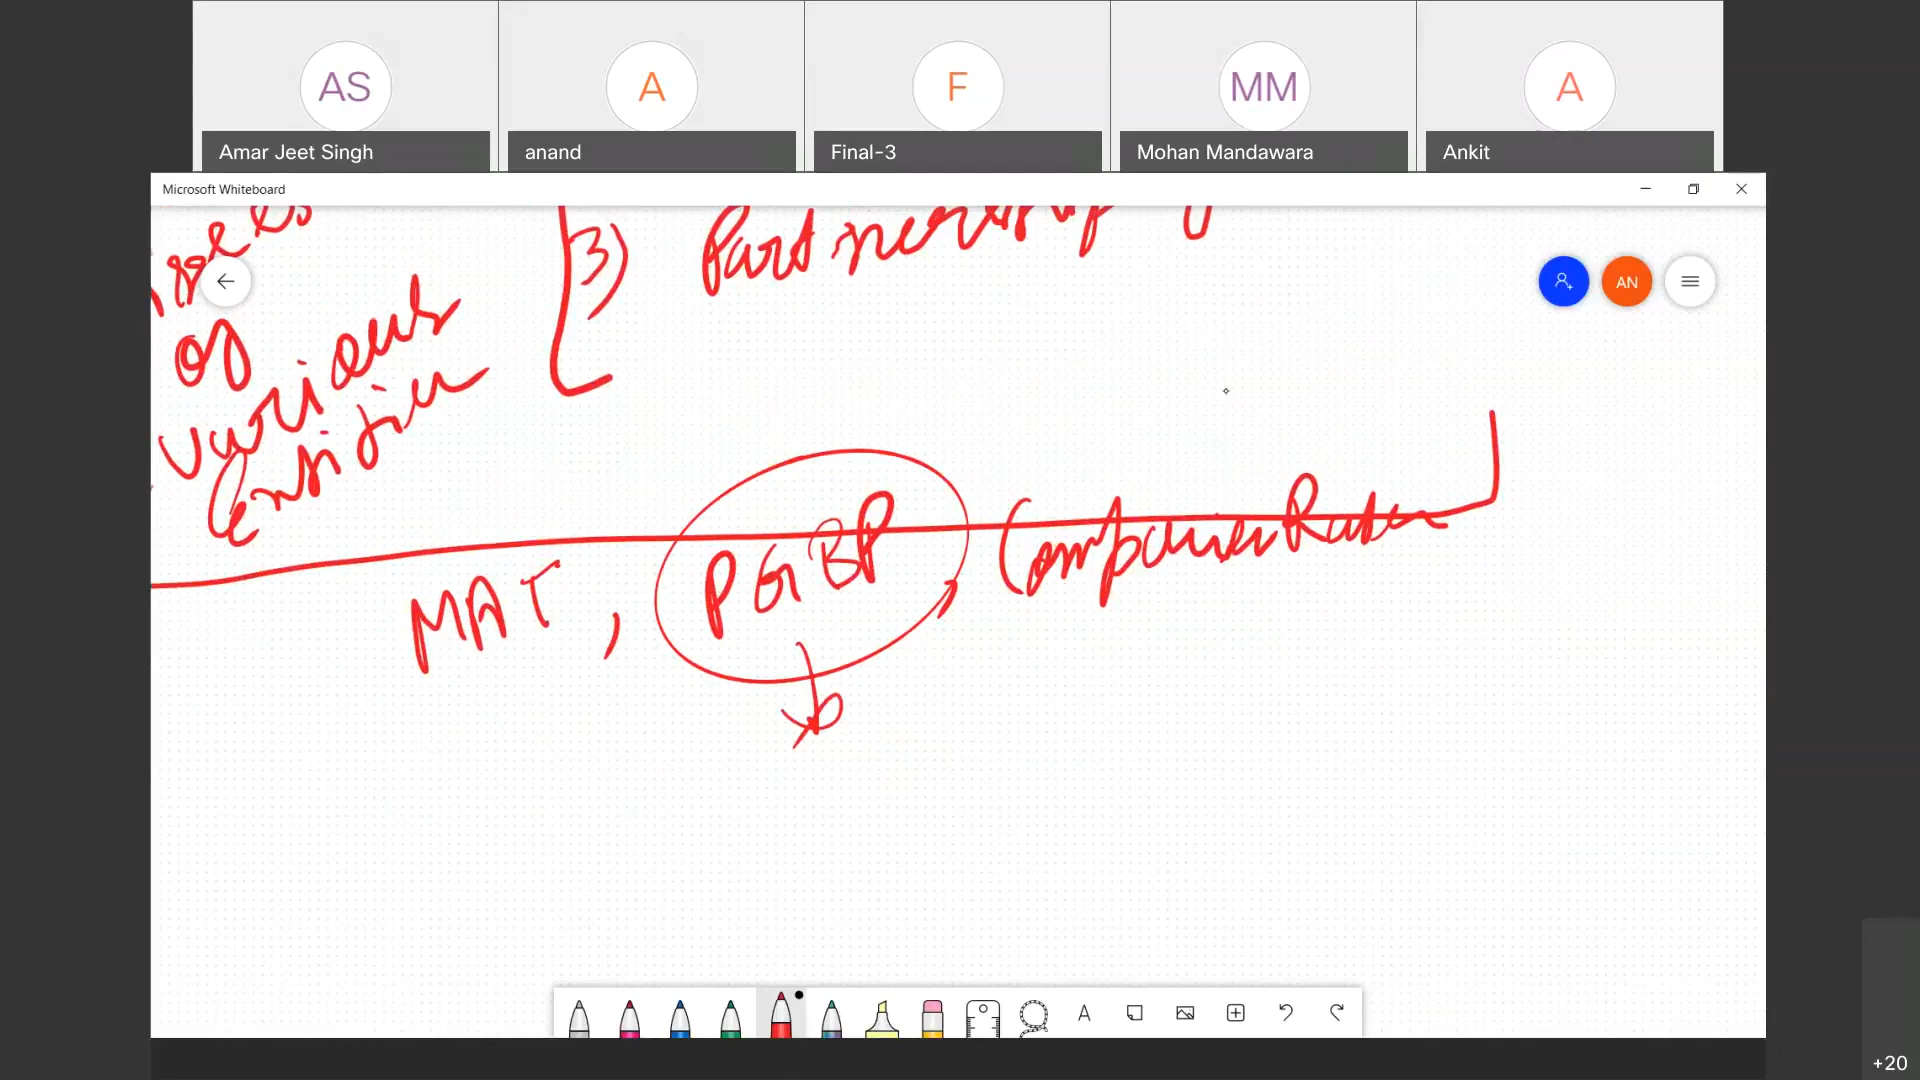 AS A F MM A
Amar Jeet Singh anand Final-3 Mohan Mandawara Ankit
Microsoft Whiteboard
3) Partnership
of
various
Entities
AN
MAT, PGBP, Companies Rates
A
+20